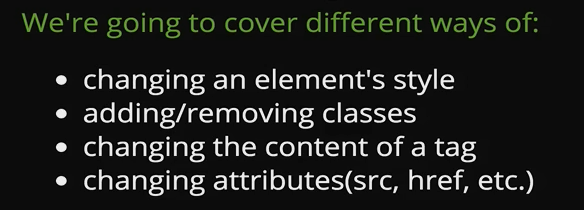 We're going to cover different ways of:
• changing an element's style
• adding/removing classes
• changing the content of a tag
• changing attributes(src, href, etc.)